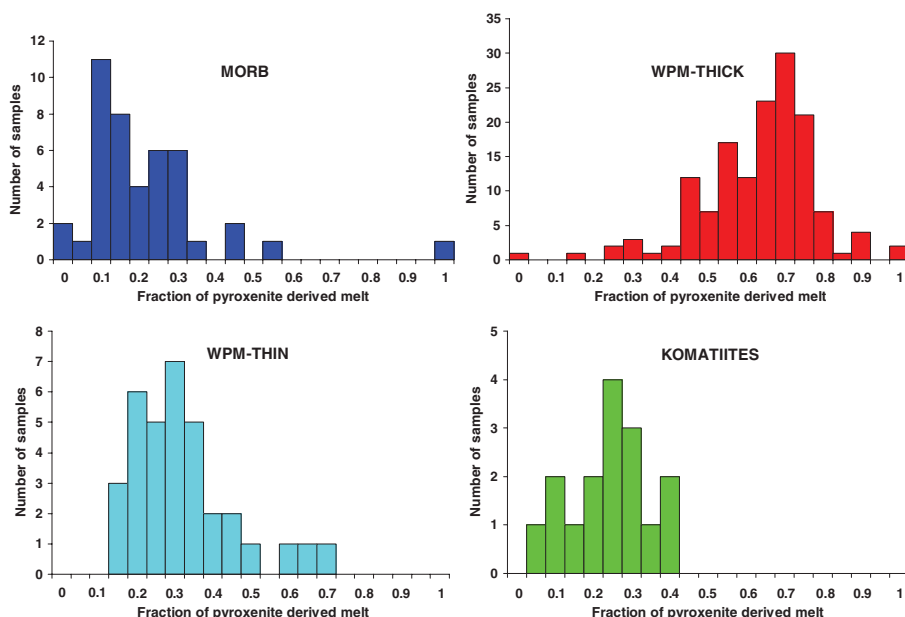 MORB
Number of samples
12
10
8
6
4
2
0
0 0.1 0.2 0.3 0.4 0.5 0.6 0.7 0.8 0.9 1
Fraction of pyroxenite derived melt
WPM-THICK
Number of samples
35
30
25
20
15
10
5
0
0 0.1 0.2 0.3 0.4 0.5 0.6 0.7 0.8 0.9 1
Fraction of pyroxenite derived melt
WPM-THIN
Number of samples
8
7
6
5
4
3
2
1
0
0 0.1 0.2 0.3 0.4 0.5 0.6 0.7 0.8 0.9 1
Fraction of pyroxenite derived melt
KOMATIITES
Number of samples
5
4
3
2
1
0
0 0.1 0.2 0.3 0.4 0.5 0.6 0.7 0.8 0.9 1
Fraction of pyroxenite derived melt